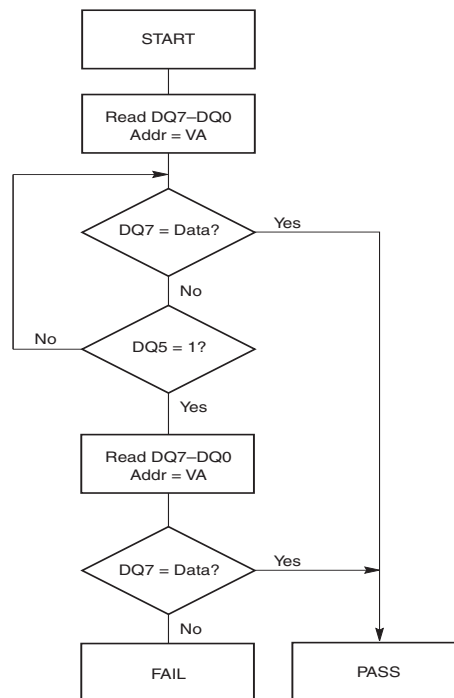 START
Read DQ7–DQ0
Addr = VA
DQ7 = Data?
Yes
No
No
DQ5 = 1?
Yes
Read DQ7–DQ0
Addr = VA
DQ7 = Data?
Yes
No
FAIL
PASS